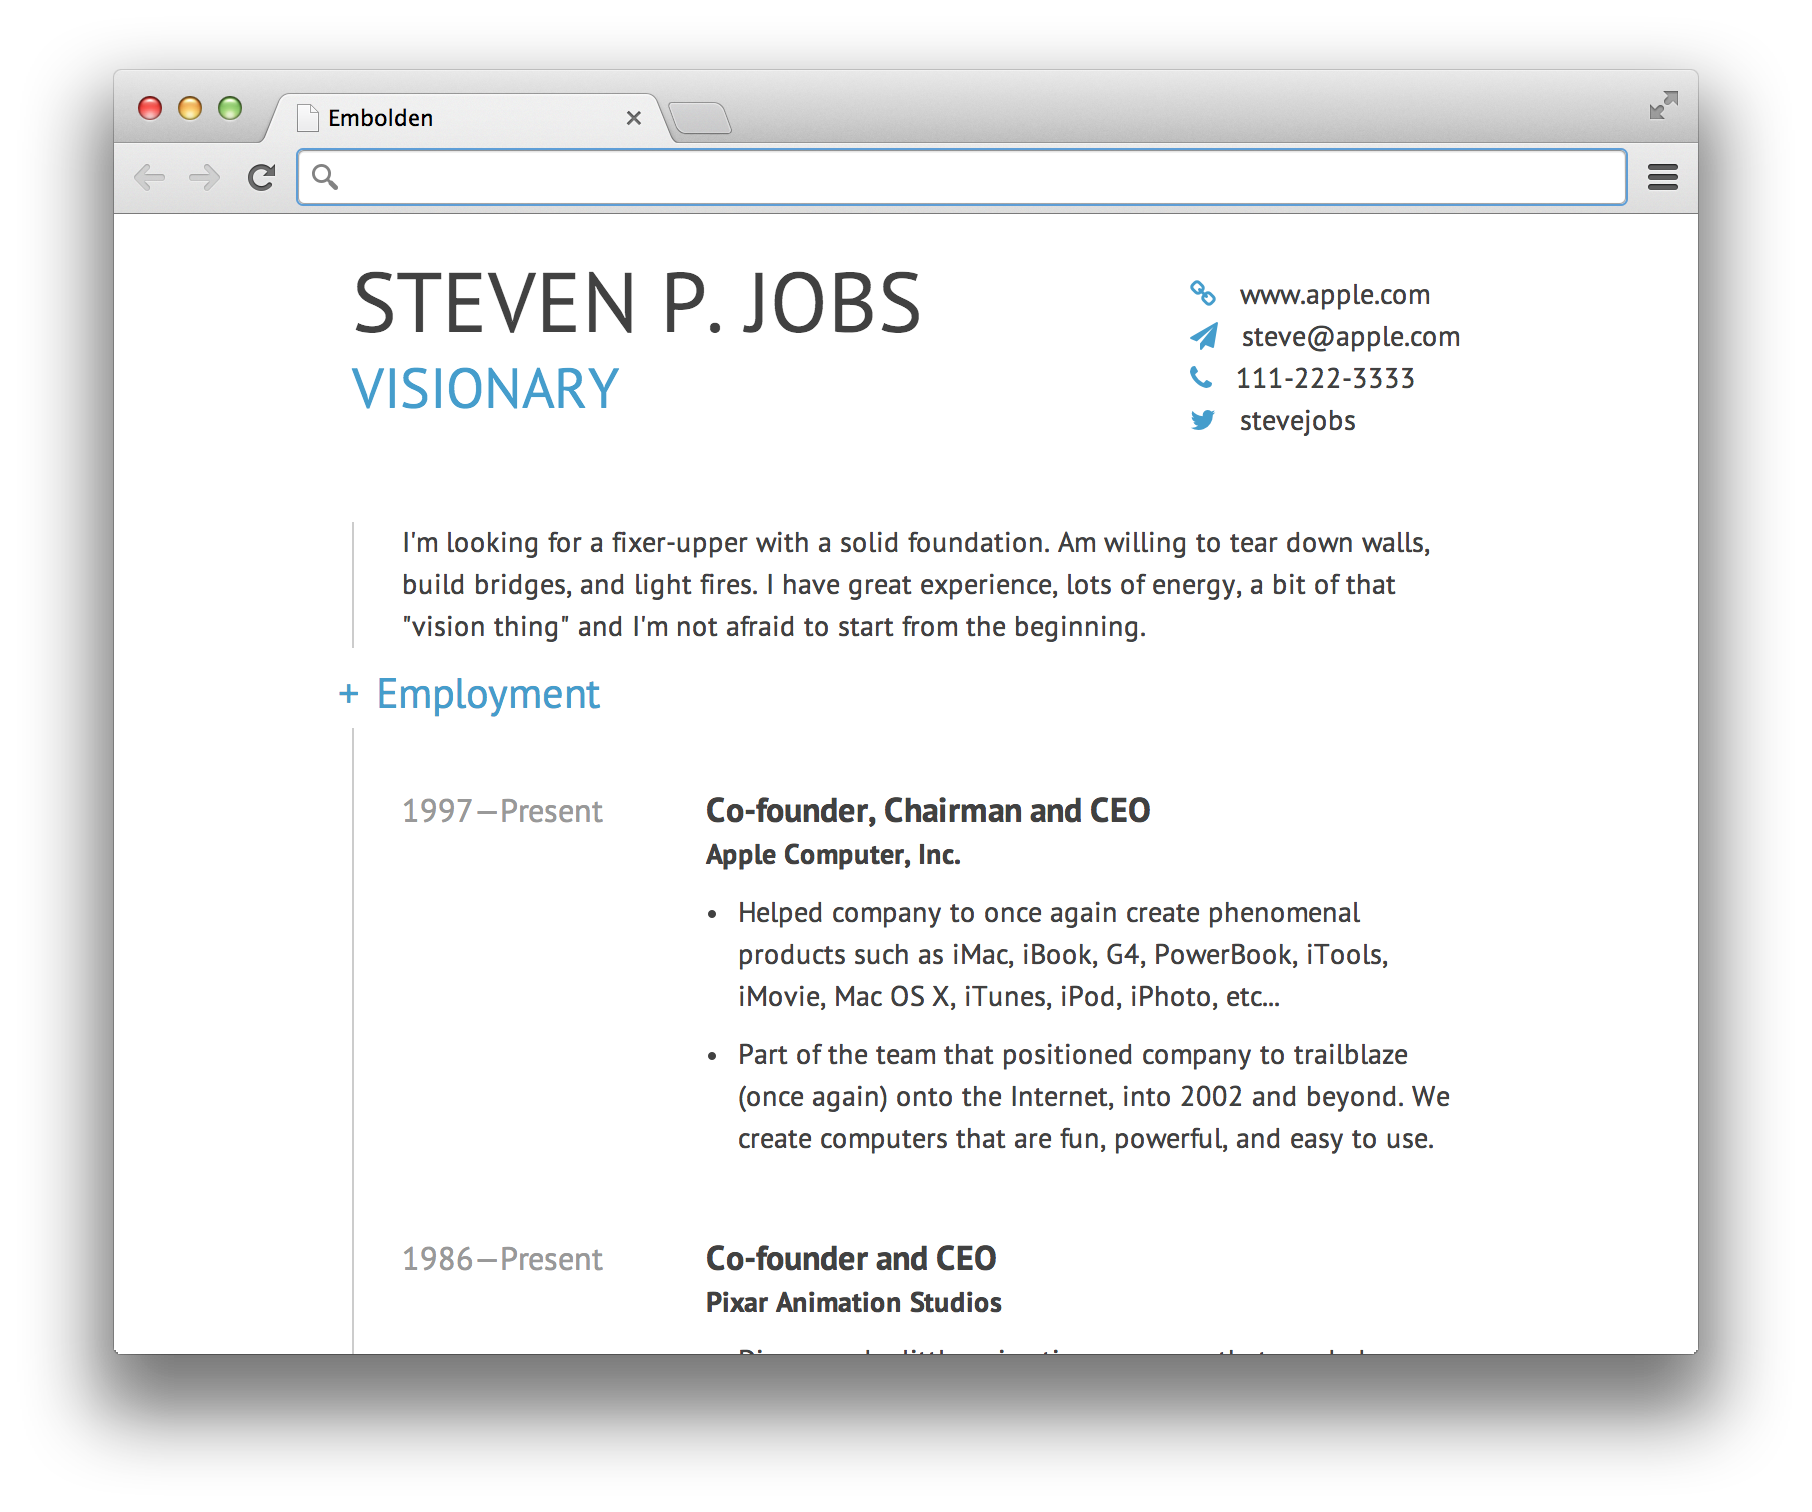 Embolden
STEVEN P. JOBS
VISIONARY
www.apple.com
steve@apple.com
111-222-3333
stevejobs
I'm looking for a fixer-upper with a solid foundation. Am willing to tear down walls,
build bridges, and light fires. I have great experience, lots of energy, a bit of that
"vision thing" and I'm not afraid to start from the beginning.
+ Employment
1997—Present
Co-founder, Chairman and CEO
Apple Computer, Inc.
• Helped company to once again create phenomenal
products such as iMac, iBook, G4, PowerBook, iTools,
iMovie, Mac OS X, iTunes, iPod, iPhoto, etc...
• Part of the team that positioned company to trailblaze
(once again) onto the Internet, into 2002 and beyond. We
create computers that are fun, powerful, and easy to use.
1986—Present
Co-founder and CEO
Pixar Animation Studios